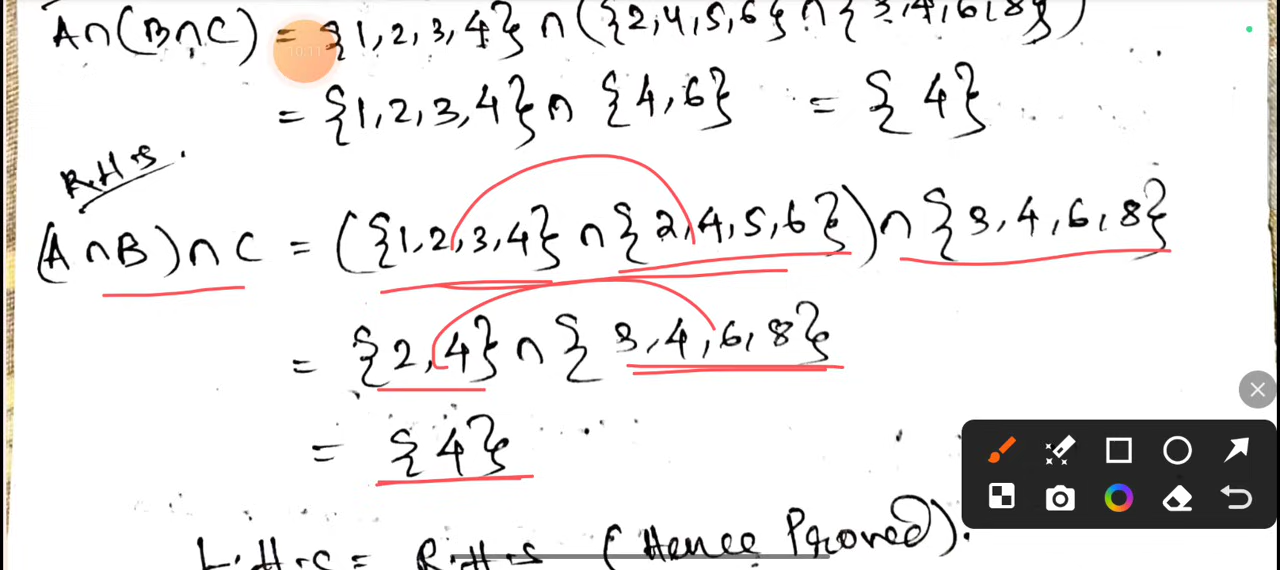 A∩(B∩C) = {1,2,3,4} ∩ ({2,4,5,6} ∩ {3,4,6,8})
= {1,2,3,4} ∩ {4,6} = {4}
R.H.S.
(A∩B)∩C = ({1,2,3,4} ∩ {2,4,5,6}) ∩ {3,4,6,8}
= {2,4} ∩ {3,4,6,8}
= {4}
L.H.S = R.H.S (Hence Proved).